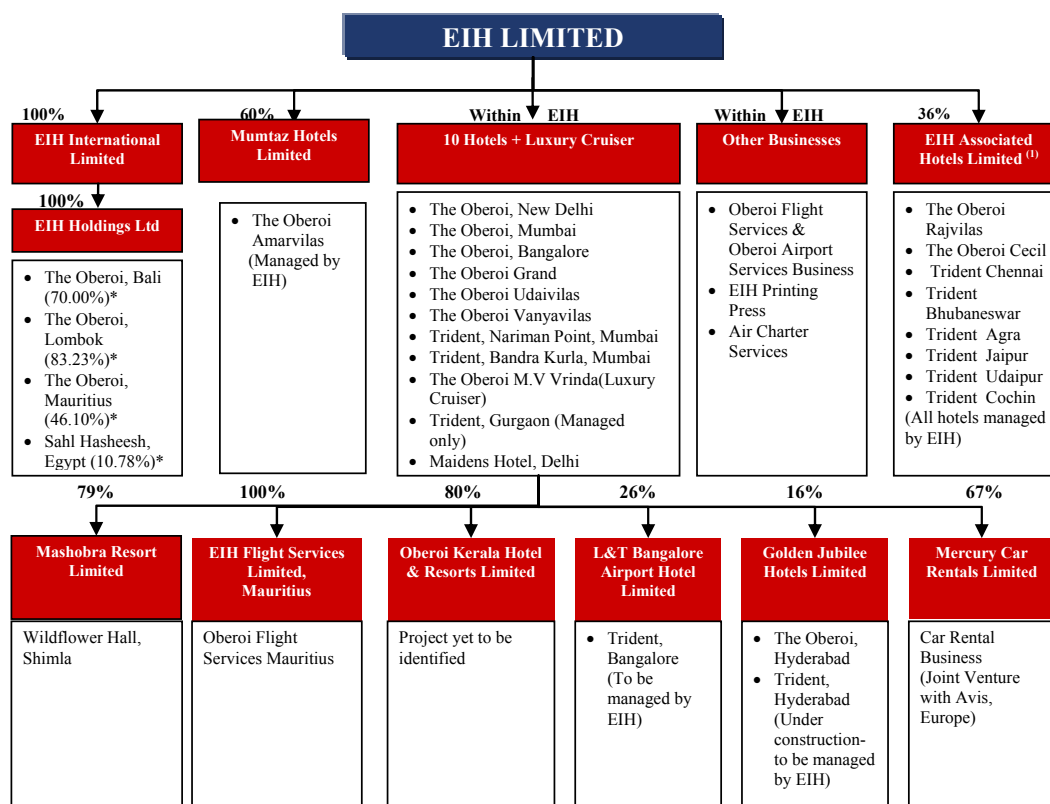 EIH LIMITED
100%
60%
Within EIH
Within EIH
36%
EIH International
Limited
Mumtaz Hotels
Limited
10 Hotels + Luxury Cruiser
Other Businesses
EIH Associated
Hotels Limited (1)
100%
EIH Holdings Ltd
• The Oberoi, Bali
(70.00%)*
• The Oberoi,
Lombok
(83.23%)*
• The Oberoi,
Mauritius
(46.10%)*
• Sahl Hasheesh,
Egypt (10.78%)*
• The Oberoi
Amarvilas
(Managed by
EIH)
• The Oberoi, New Delhi
• The Oberoi, Mumbai
• The Oberoi, Bangalore
• The Oberoi Grand
• The Oberoi Udaivilas
• The Oberoi Vanyavilas
• Trident, Nariman Point, Mumbai
• Trident, Bandra Kurla, Mumbai
• The Oberoi M.V Vrinda(Luxury
Cruiser)
• Trident, Gurgaon (Managed
only)
• Maidens Hotel, Delhi
• Oberoi Flight
Services &
Oberoi Airport
Services Business
• EIH Printing
Press
• Air Charter
Services
• The Oberoi
Rajvilas
• The Oberoi Cecil
• Trident Chennai
• Trident
Bhubaneswar
• Trident Agra
• Trident Jaipur
• Trident Udaipur
• Trident Cochin
(All hotels managed
by EIH)
79%
100%
80%
26%
16%
67%
Mashobra Resort
Limited
EIH Flight Services
Limited,
Mauritius
Oberoi Kerala Hotel
& Resorts Limited
L&T Bangalore
Airport Hotel
Limited
Golden Jubilee
Hotels Limited
Mercury Car
Rentals Limited
Wildflower Hall,
Shimla
Oberoi Flight
Services Mauritius
Project yet to be
identified
• Trident,
Bangalore
(To be
managed by
EIH)
• The Oberoi,
Hyderabad
• Trident,
Hyderabad
(Under
construction-
to be managed
by EIH)
Car Rental
Business
(Joint Venture
with Avis,
Europe)